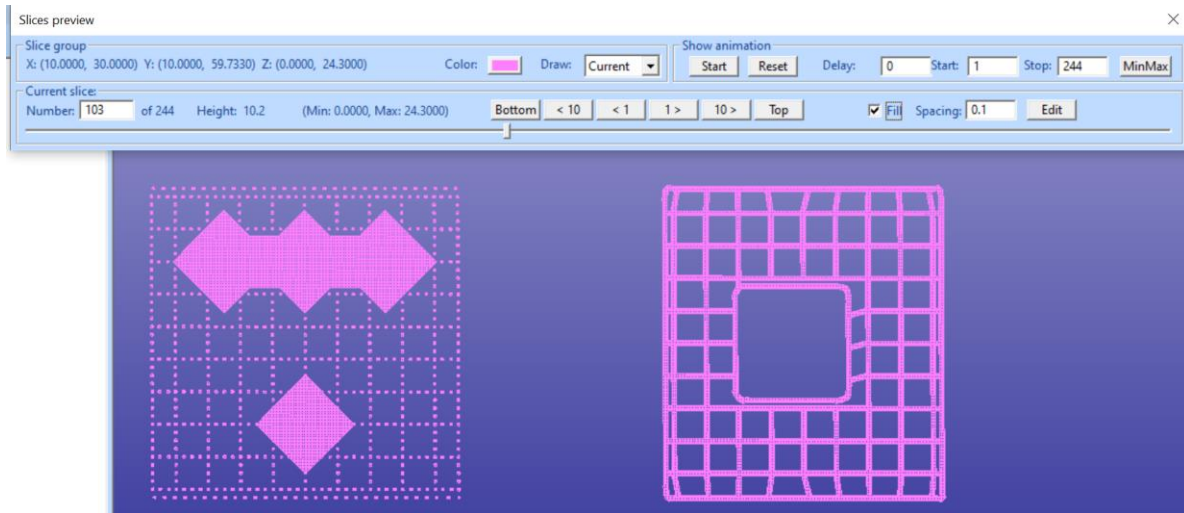 Slices preview
Slice group
Show animation
X: (10.0000, 30.0000) Y: (10.0000, 59.7330) Z: (0.0000, 24.3000) Color: Draw: Current Start Reset Delay: 0 Start: 1 Stop: 244 MinMax
Current slice:
Number: 103 of 244 Height: 10.2 (Min: 0.0000, Max: 24.3000) Bottom < 10 < 1 1 > 10 > Top Fill Spacing: 0.1 Edit